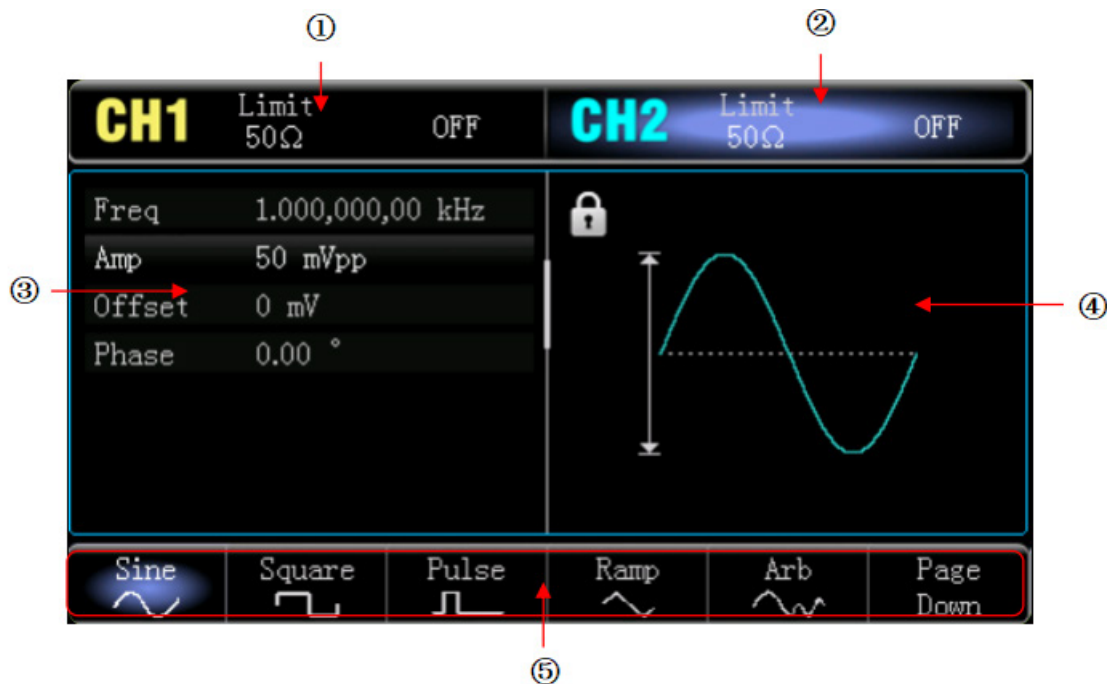 ① ②
CH1 Limit 50Ω OFF CH2 Limit 50Ω OFF
Freq 1.000,000,00 kHz
Amp 50 mVpp
③ ④
Offset 0 mV
Phase 0.00 °
Sine Square Pulse Ramp Arb Page Down
⑤